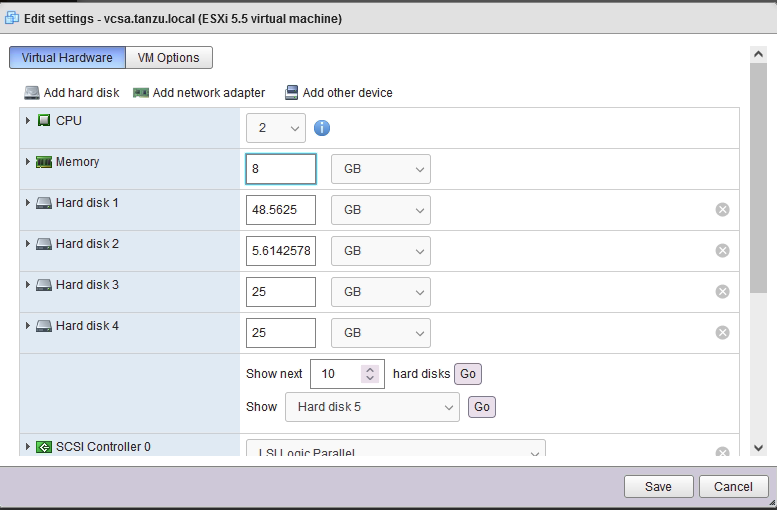 Edit settings - vcsa.tanzu.local (ESXi 5.5 virtual machine)
Virtual Hardware VM Options
Add hard disk Add network adapter Add other device
CPU 2
Memory 8 GB
Hard disk 1 48.5625 GB
Hard disk 2 5.6142578 GB
Hard disk 3 25 GB
Hard disk 4 25 GB
Show next 10 hard disks Go
Show Hard disk 5 Go
SCSI Controller 0 LSI Logic Parallel
Save Cancel